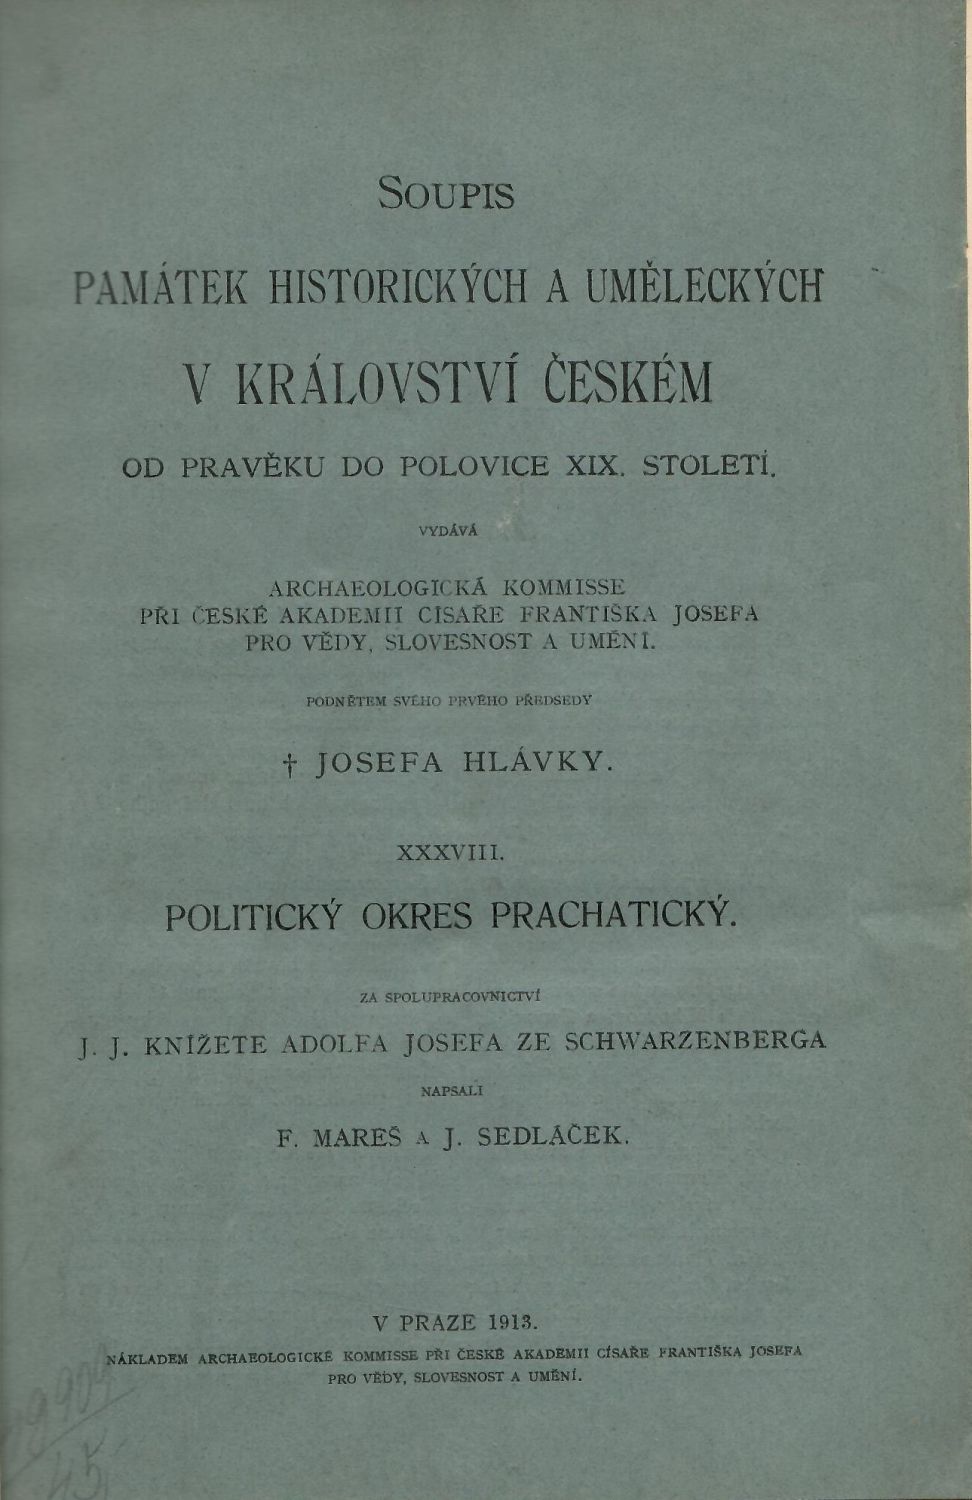 SOUPIS
PAMÁTEK HISTORICKÝCH A UMĚLECKÝCH
V KRÁLOVSTVÍ ČESKÉM
OD PRAVĚKU DO POLOVICE XIX. STOLETÍ.
VYDÁVÁ
ARCHAEOLOGICKÁ KOMMISSE
PŘI ČESKÉ AKADEMII CÍSAŘE FRANTIŠKA JOSEFA
PRO VĚDY, SLOVESNOST A UMĚNÍ.
PODNĚTEM SVÉHO PRVÉHO PŘEDSEDY
† JOSEFA HLÁVKY.
XXXVIII.
POLITICKÝ OKRES PRACHATICKÝ.
ZA SPOLUPRACOVNICTVÍ
J. J. KNÍŽETE ADOLFA JOSEFA ZE SCHWARZENBERGA
NAPSALI
F. MAREŠ A J. SEDLÁČEK.
V PRAZE 1913.
NÁKLADEM ARCHAEOLOGICKÉ KOMMISSE PŘI ČESKÉ AKADEMII CÍSAŘE FRANTIŠKA JOSEFA
PRO VĚDY, SLOVESNOST A UMĚNÍ.